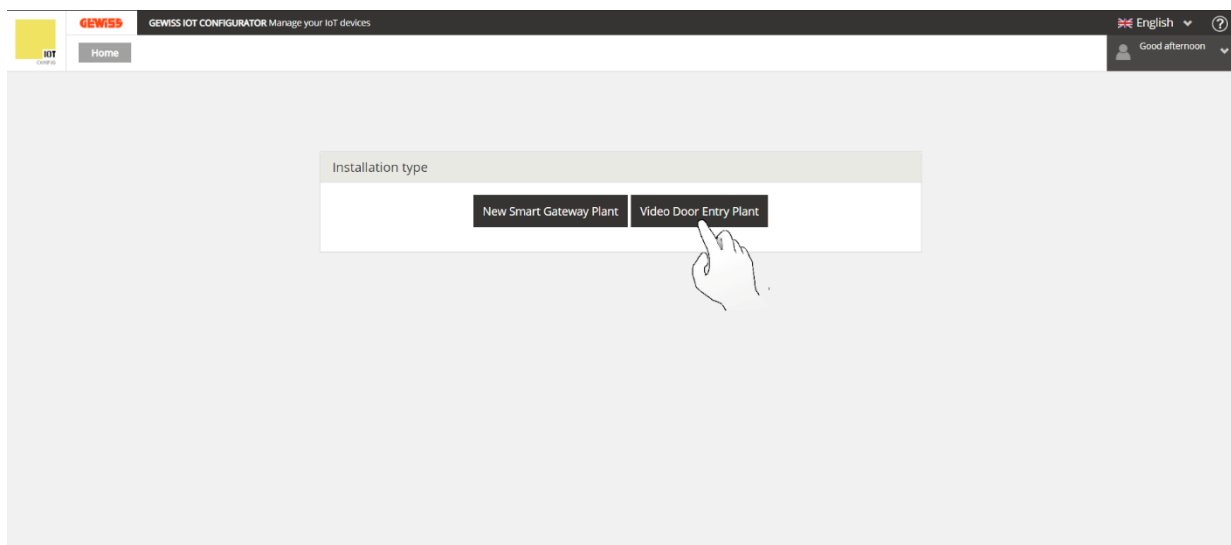 GEWISS GEWISS IOT CONFIGURATOR Manage your IoT devices English ?
IOT
Home
Good afternoon
Installation type
New Smart Gateway Plant Video Door Entry Plant